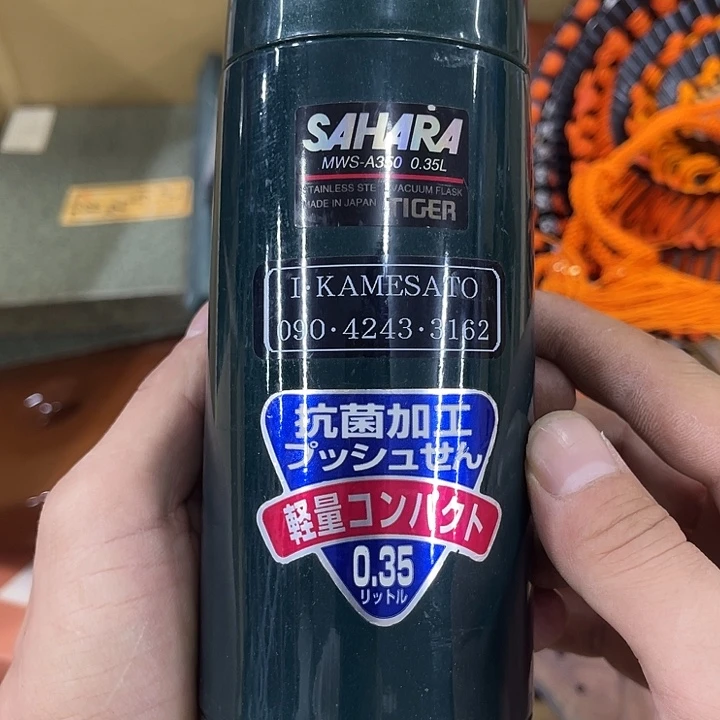 SAHARA
MWS-A350 0.35L
STAINLESS STEEL VACUUM FLASK
MADE IN JAPAN TIGER
I·KAMESATO
090·4243·3162
抗菌加工
プッシュせん
軽量コンパクト
0.35
リットル